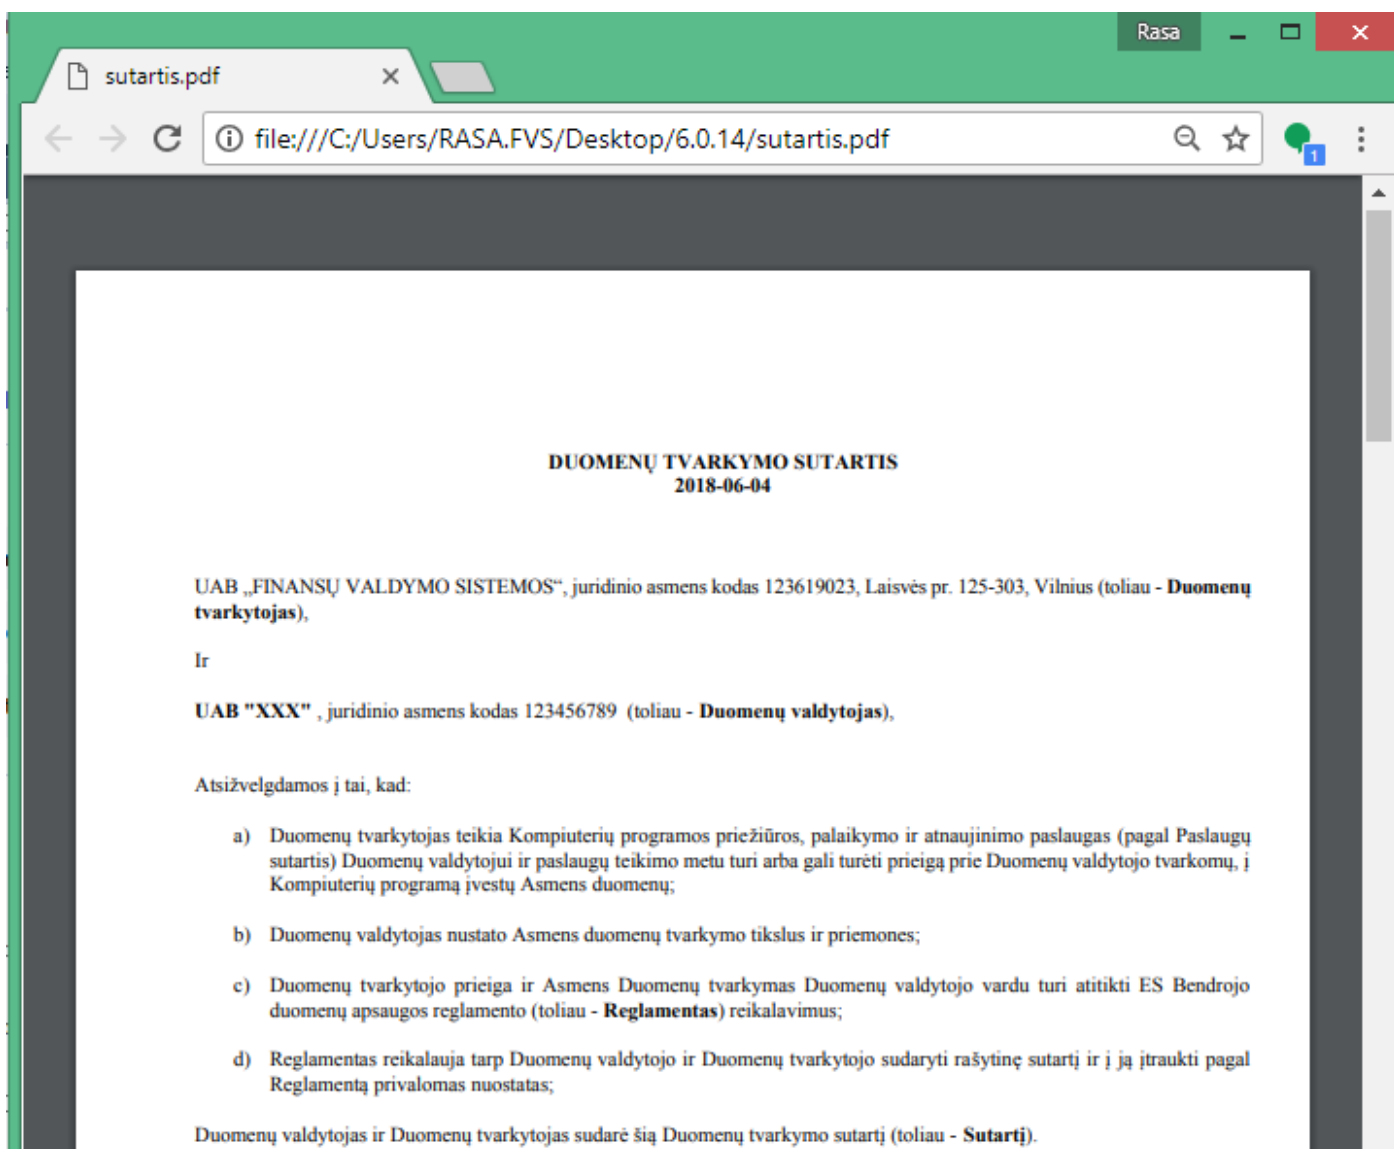 Rasa
sutartis.pdf
file:///C:/Users/RASA.FVS/Desktop/6.0.14/sutartis.pdf
1
DUOMENŲ TVARKYMO SUTARTIS
2018-06-04
UAB „FINANSŲ VALDYMO SISTEMOS“, juridinio asmens kodas 123619023, Laisvės pr. 125-303, Vilnius (toliau - Duomenų
tvarkytojas),
Ir
UAB "XXX" , juridinio asmens kodas 123456789 (toliau - Duomenų valdytojas),
Atsižvelgdamos į tai, kad:
a) Duomenų tvarkytojas teikia Kompiuterių programos priežiūros, palaikymo ir atnaujinimo paslaugas (pagal Paslaugų
sutartis) Duomenų valdytojui ir paslaugų teikimo metu turi arba gali turėti prieigą prie Duomenų valdytojo tvarkomų, į
Kompiuterių programą įvestų Asmens duomenų;
b) Duomenų valdytojas nustato Asmens duomenų tvarkymo tikslus ir priemones;
c) Duomenų tvarkytojo prieiga ir Asmens Duomenų tvarkymas Duomenų valdytojo vardu turi atitikti ES Bendrojo
duomenų apsaugos reglamento (toliau - Reglamentas) reikalavimus;
d) Reglamentas reikalauja tarp Duomenų valdytojo ir Duomenų tvarkytojo sudaryti rašytinę sutartį ir į ją įtraukti pagal
Reglamentą privalomas nuostatas;
Duomenų valdytojas ir Duomenų tvarkytojas sudarė šią Duomenų tvarkymo sutartį (toliau - Sutartį).